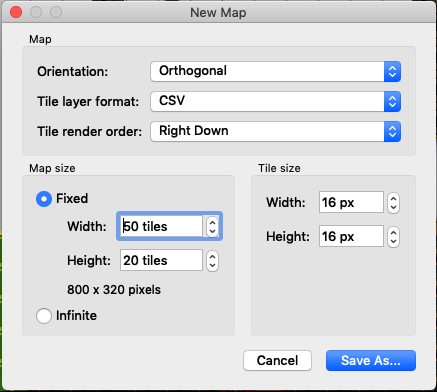 New Map
Map
Orientation: Orthogonal
Tile layer format: CSV
Tile render order: Right Down
Map size
Fixed
Width: 50 tiles
Height: 20 tiles
800 x 320 pixels
Infinite
Tile size
Width: 16 px
Height: 16 px
Cancel Save As...